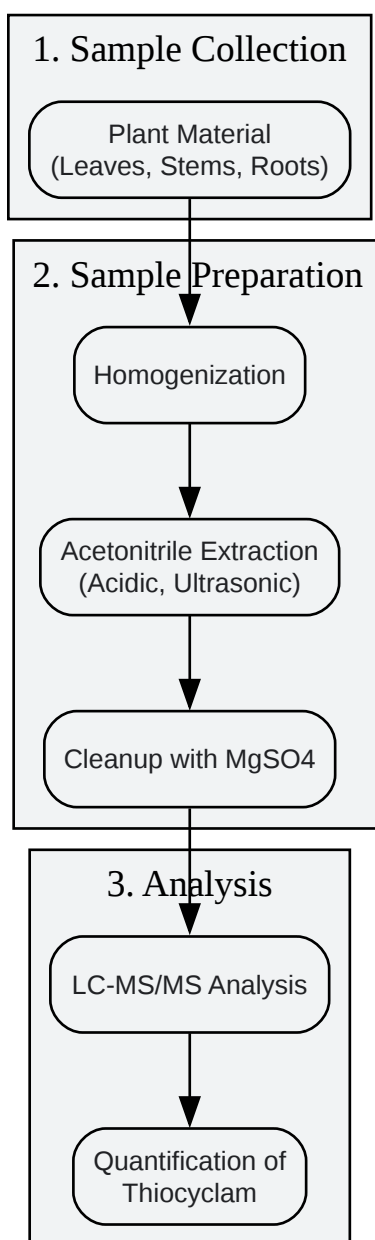 1. Sample Collection
Plant Material
(Leaves, Stems, Roots)
2. Sample Preparation
Homogenization
Acetonitrile Extraction
(Acidic, Ultrasonic)
Cleanup with MgSO4
3. Analysis
LC-MS/MS Analysis
Quantification of
Thiocyclam